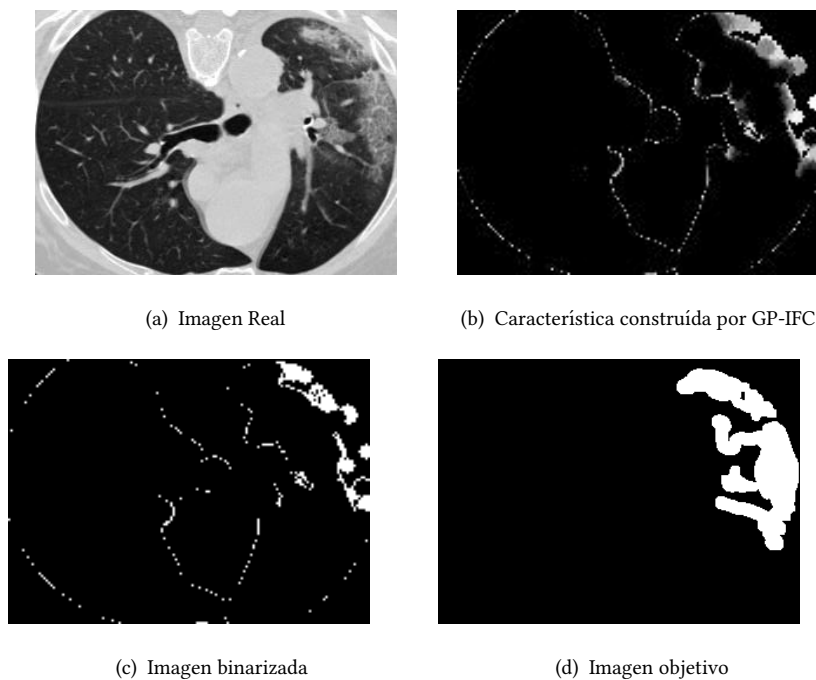 (a) Imagen Real
(b) Característica construída por GP-IFC
(c) Imagen binarizada
(d) Imagen objetivo